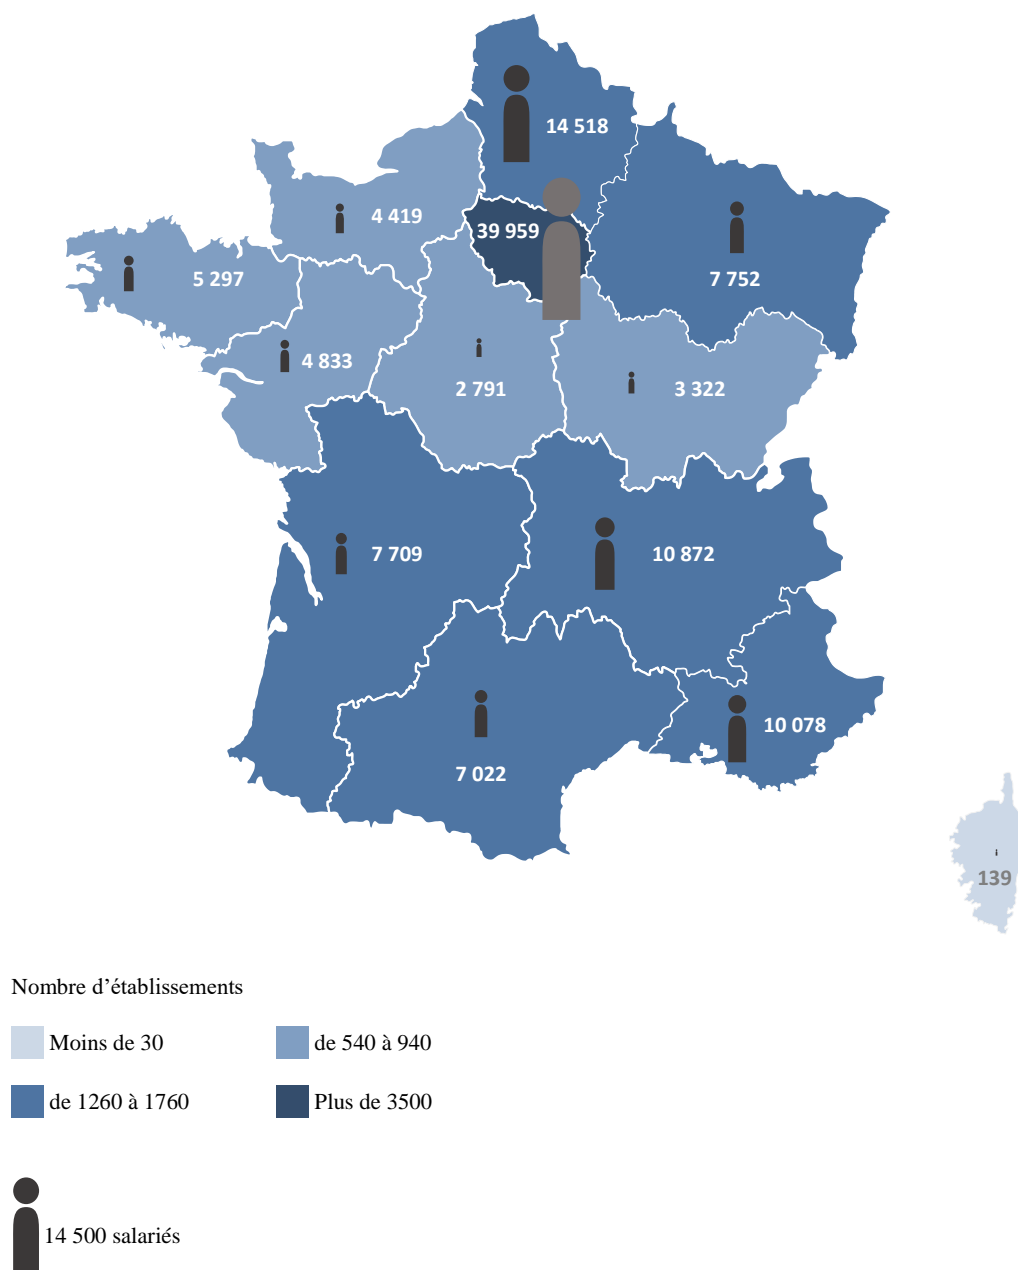 14 518
4 419
39 959
5 297
7 752
4 833
2 791
3 322
7 709
10 872
10 078
7 022
139
Nombre d’établissements
Moins de 30
de 540 à 940
de 1260 à 1760
Plus de 3500
14 500 salariés